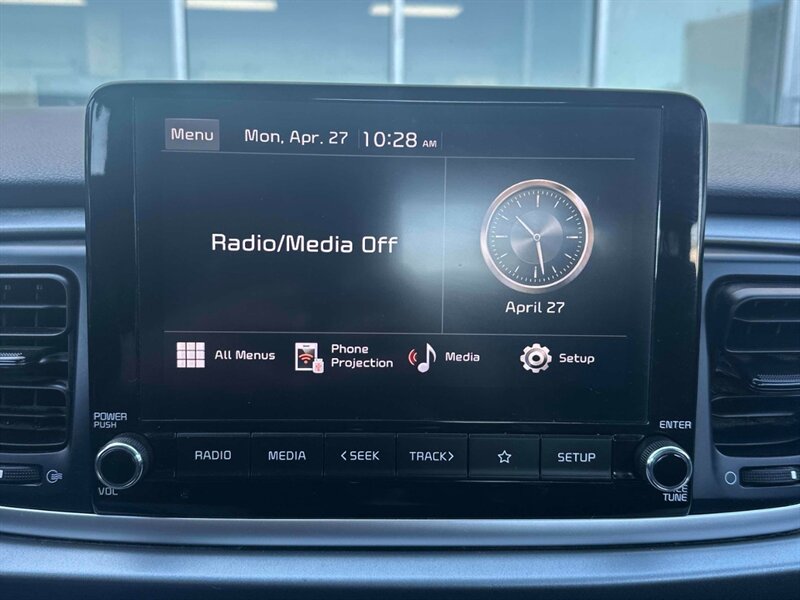 Menu Mon, Apr. 27 10:28 AM
Radio/Media Off
April 27
All Menus
Phone
Projection
Media
Setup
POWER
PUSH
VOL
RADIO
MEDIA
<SEEK
TRACK>
SETUP
ENTER
TUNE